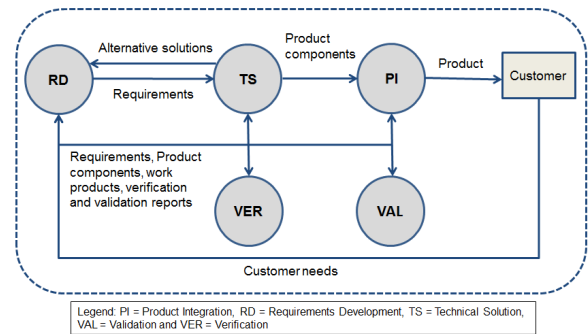 Alternative solutions
Product
components
Product
RD
TS
PI
Customer
Requirements
Requirements, Product
components, work
products, verification
and validation reports
VER
VAL
Customer needs
Legend: PI = Product Integration, RD = Requirements Development, TS = Technical Solution,
VAL = Validation and VER = Verification